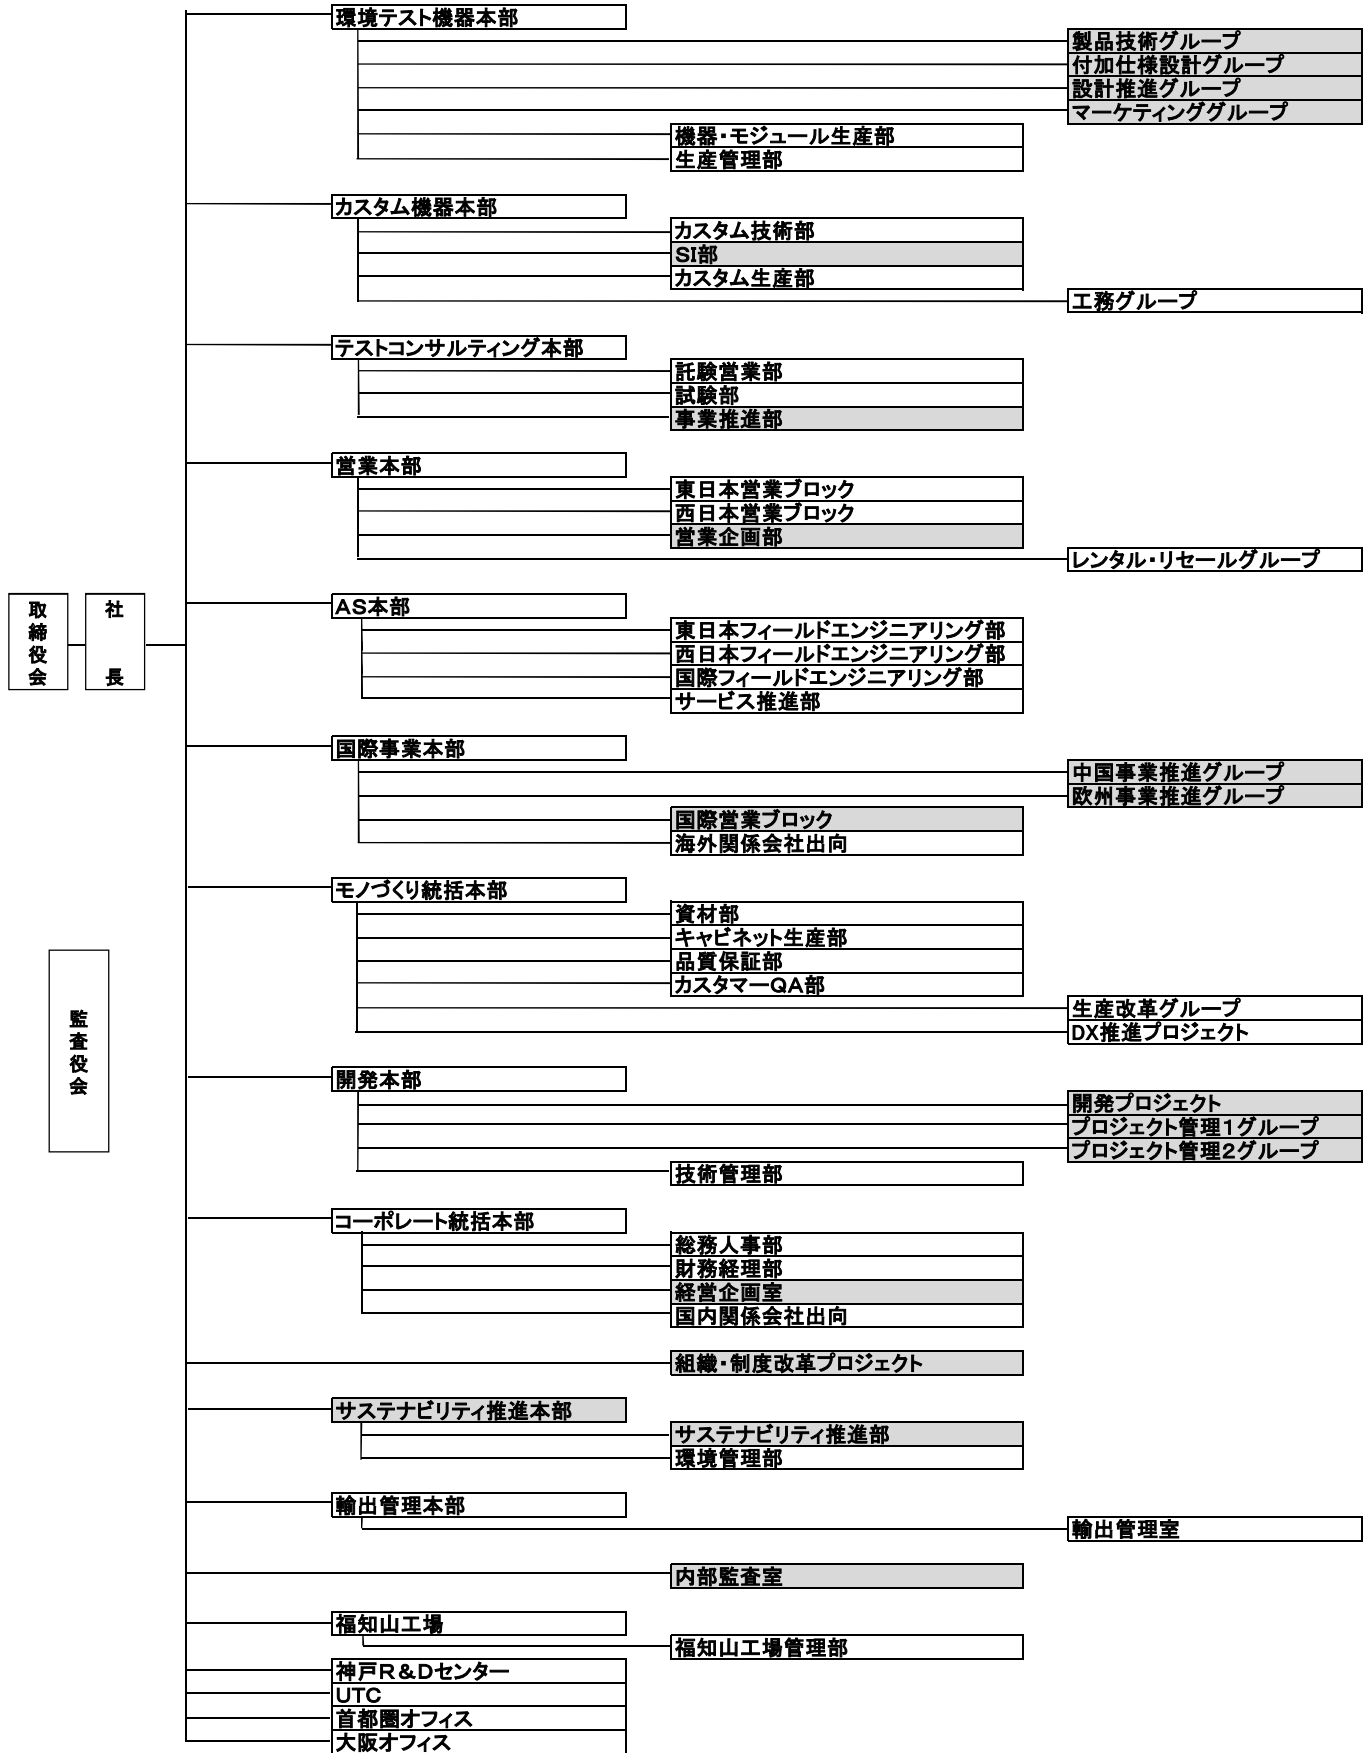 環境テスト機器本部
製品技術グループ
付加仕様設計グループ
設計推進グループ
マーケティンググループ
機器・モジュール生産部
生産管理部
カスタム機器本部
カスタム技術部
SI部
カスタム生産部
工務グループ
テストコンサルティング本部
託験営業部
試験部
事業推進部
営業本部
東日本営業ブロック
西日本営業ブロック
営業企画部
レンタル・リセールグループ
取締役会
社長
AS本部
東日本フィールドエンジニアリング部
西日本フィールドエンジニアリング部
国際フィールドエンジニアリング部
サービス推進部
国際事業本部
中国事業推進グループ
欧州事業推進グループ
国際営業ブロック
海外関係会社出向
モノづくり統括本部
資材部
キャビネット生産部
品質保証部
カスタマーQA部
生産改革グループ
DX推進プロジェクト
監査役会
開発本部
開発プロジェクト
プロジェクト管理1グループ
プロジェクト管理2グループ
技術管理部
コーポレート統括本部
総務人事部
財務経理部
経営企画室
国内関係会社出向
組織・制度改革プロジェクト
サステナビリティ推進本部
サステナビリティ推進部
環境管理部
輸出管理本部
輸出管理室
内部監査室
福知山工場
福知山工場管理部
神戸R&Dセンター
UTC
首都圏オフィス
大阪オフィス